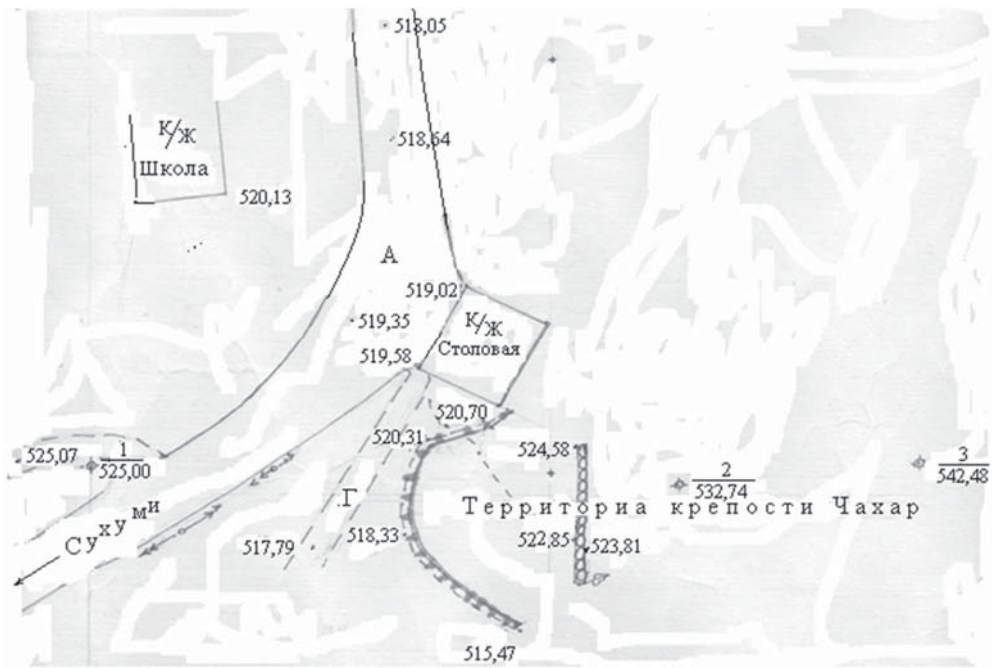 518,05
518,64
К/Ж
Школа
520,13
А
519,02
519,35
К/Ж
Столовая
519,58
520,70
520,31
525,07
1
525,00
524,58
2
532,74
3
542,48
Г
Территориа крепости Чахар
Сухуми
517,79
518,33
522,85
523,81
515,47